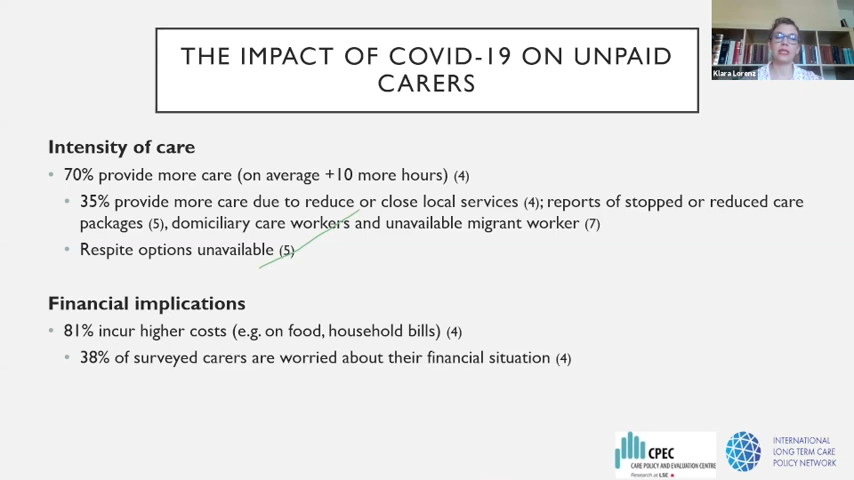 THE IMPACT OF COVID-19 ON UNPAID
CARERS
Klara Lorenz
Intensity of care
• 70% provide more care (on average +10 more hours) (4)
• 35% provide more care due to reduce or close local services (4); reports of stopped or reduced care
packages (5), domiciliary care workers and unavailable migrant worker (7)
• Respite options unavailable (5)
Financial implications
• 81% incur higher costs (e.g. on food, household bills) (4)
• 38% of surveyed carers are worried about their financial situation (4)
CPEC
CARE POLICY AND EVALUATION CENTRE
Research at LSE
INTERNATIONAL
LONG TERM CARE
POLICY NETWORK